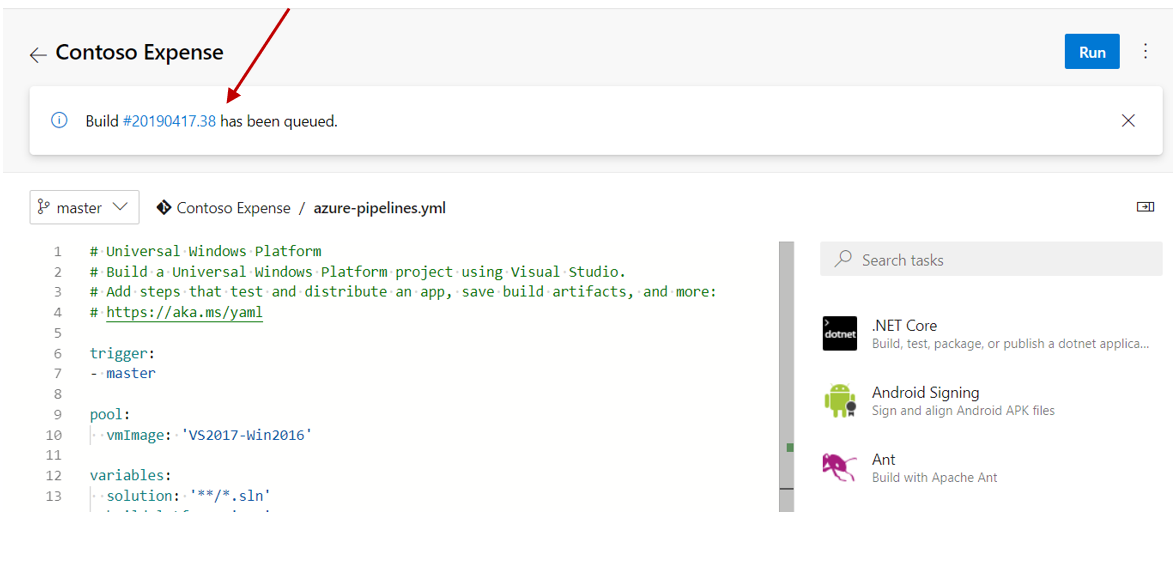 Contoso Expense
Run
Build #20190417.38 has been queued.
master
Contoso Expense / azure-pipelines.yml
1 # Universal Windows Platform
2 # Build a Universal Windows Platform project using Visual Studio.
3 # Add steps that test and distribute an app, save build artifacts, and more:
4 # https://aka.ms/yaml
5
6 trigger:
7 - master
8
9 pool:
10 vmImage: 'VS2017-Win2016'
11
12 variables:
13 solution: '**/*.sln'
Search tasks
dotnet
.NET Core
Build, test, package, or publish a dotnet applica...
Android Signing
Sign and align Android APK files
Ant
Build with Apache Ant